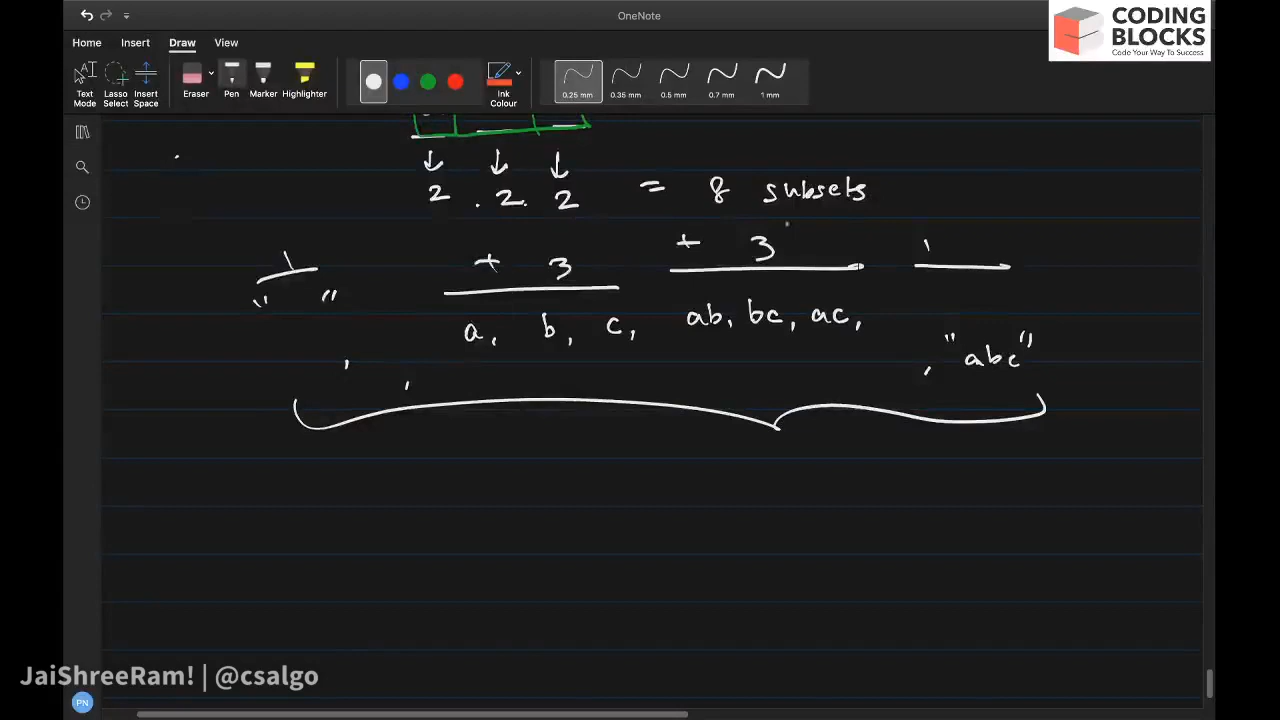 OneNote
CODING
BLOCKS
Code Your Way To Success
Home Insert Draw View
Text Mode
Lasso Select
Insert Space
Eraser
Pen
Marker
Highlighter
Ink Colour
0.25 mm
0.35 mm
0.5 mm
0.7 mm
1 mm
↓ ↓ ↓
2 . 2 . 2 = 8 subsets
1 + 3 + 3 1
" " a, b, c, ab, bc, ac,
, "abc"
JaiShreeRam! | @csalgo
PN